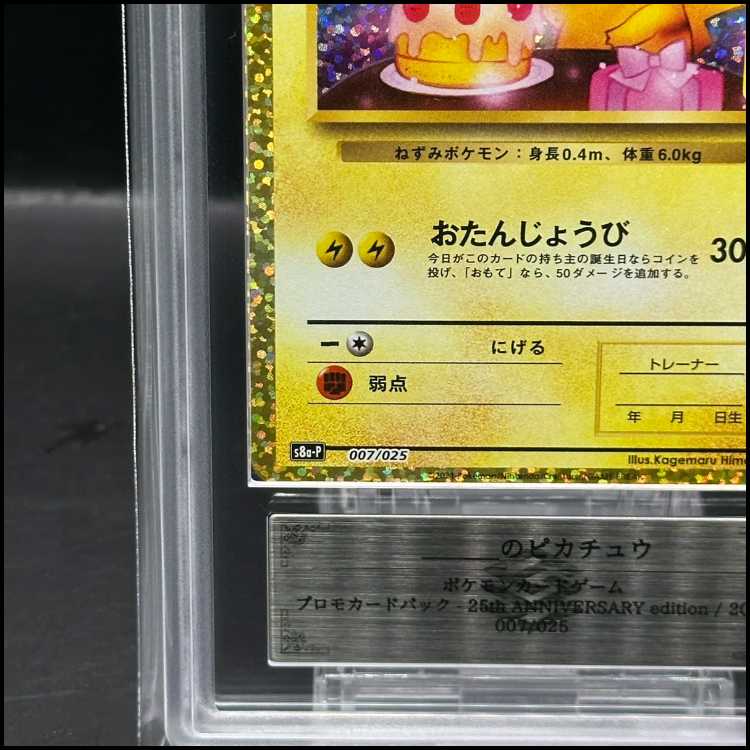 ねずみポケモン：身長0.4m、体重6.0kg
おたんじょうび 30
今日がこのカードの持ち主の誕生日ならコインを
投げ、「おもて」なら、50ダメージを追加する。
ー にげる
弱点
トレーナー
年 月 日生
s8a-P 007/025
Illus.Kagemaru Hime
のピカチュウ
ポケモンカードゲーム
プロモカードパック - 25th ANNIVERSARY edition / 20
007/025